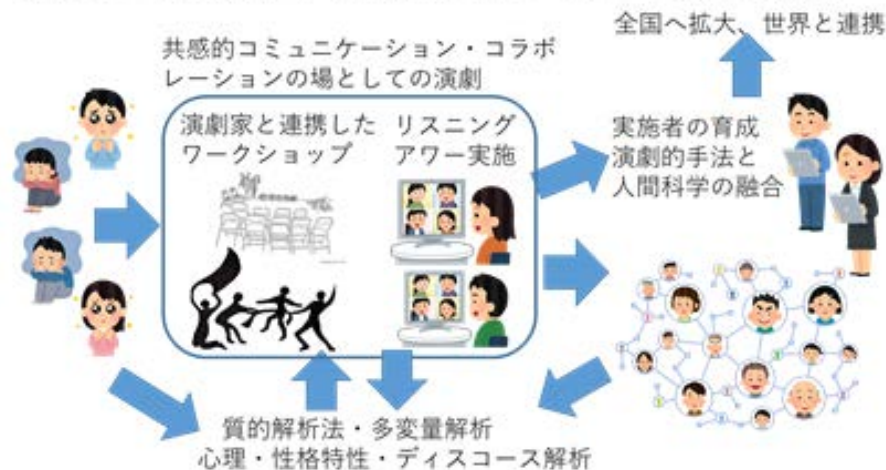 全国へ拡大、世界と連携
共感的コミュニケーション・コラボ
レーションの場としての演劇
演劇家と連携した
ワークショップ
リスニング
アワー実施
実施者の育成
演劇的手法と
人間科学の融合
質的解析法・多変量解析
心理・性格特性・ディスコース解析